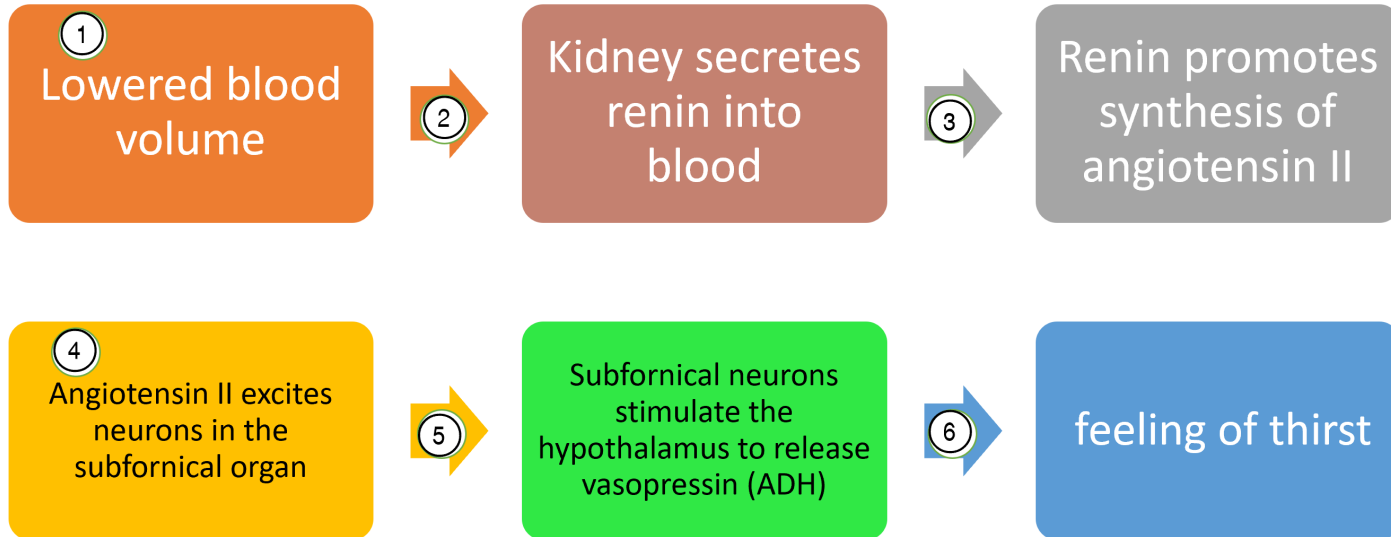 1
Lowered blood
volume
2
Kidney secretes
renin into
blood
3
Renin promotes
synthesis of
angiotensin II
4
Angiotensin II excites
neurons in the
subfornical organ
5
Subfornical neurons
stimulate the
hypothalamus to release
vasopressin (ADH)
6
feeling of thirst